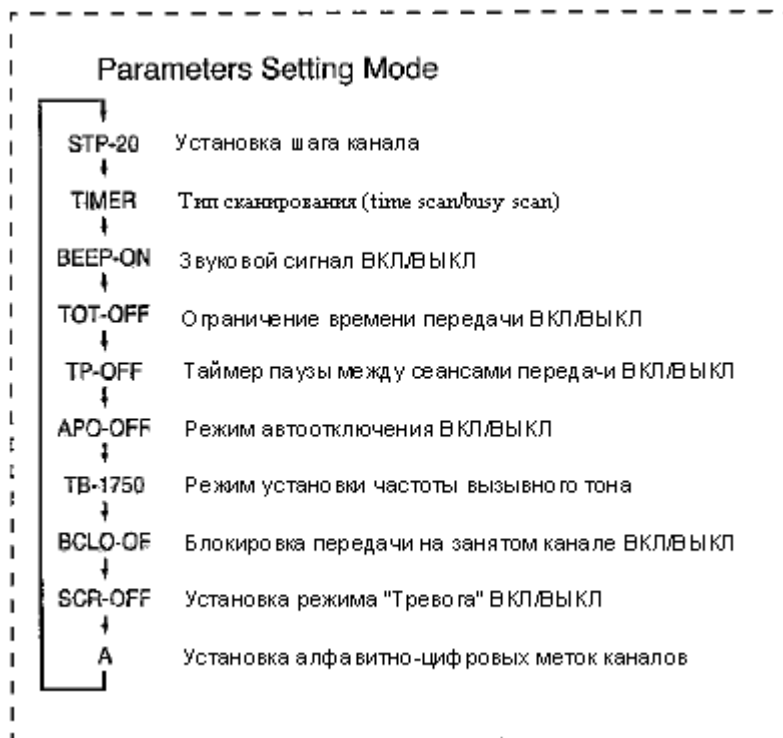 Parameters Setting Mode
STP-20 Установка шага канала
TIMER Тип сканирования (time scan/busy scan)
BEEP-ON Звуковой сигнал ВКЛ/ВЫКЛ
TOT-OFF Ограничение времени передачи ВКЛ/ВЫКЛ
TP-OFF Таймер паузы между сеансами передачи ВКЛ/ВЫКЛ
APO-OFF Режим автоотключения ВКЛ/ВЫКЛ
TB-1750 Режим установки частоты вызывного тона
BCLO-OF Блокировка передачи на занятом канале ВКЛ/ВЫКЛ
SCR-OFF Установка режима "Тревога" ВКЛ/ВЫКЛ
A Установка алфавитно-цифровых меток каналов